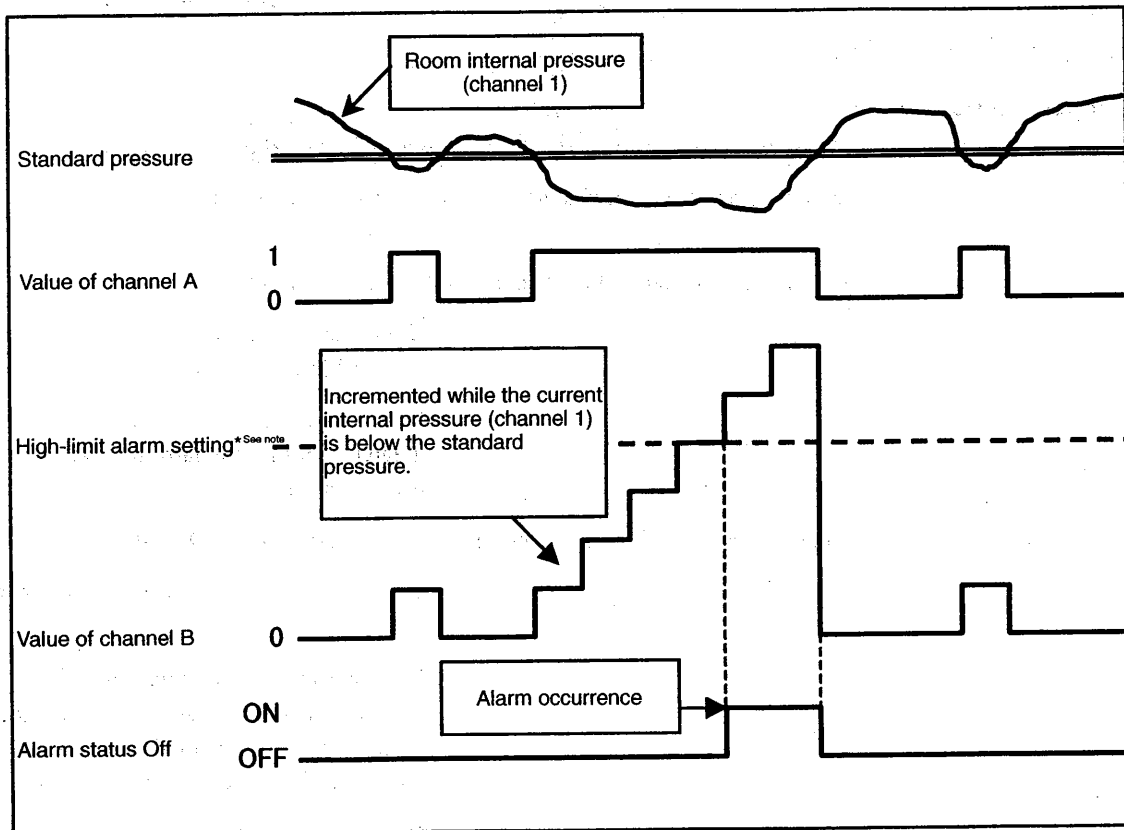 Room internal pressure
(channel 1)
Standard pressure
1
Value of channel A
0
Incremented while the current
internal pressure (channel 1)
is below the standard
pressure.
High-limit alarm setting*See note
Value of channel B
0
Alarm occurrence
ON
Alarm status Off
OFF